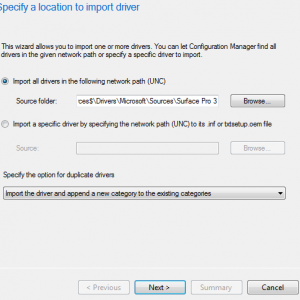 Specify a location to import driver
This wizard allows you to import one or more drivers. You can let Configuration Manager find all
drivers in the given network path or specify a specific driver to import.
Import all drivers in the following network path (UNC)
Source folder: rces$\Drivers\Microsoft\Sources\Surface Pro 3 Browse...
Import a specific driver by specifying the network path (UNC) to its .inf or txtsetup.oem file
Source: Browse...
Specify the option for duplicate drivers
Import the driver and append a new category to the existing categories
< Previous Next > Summary Cancel